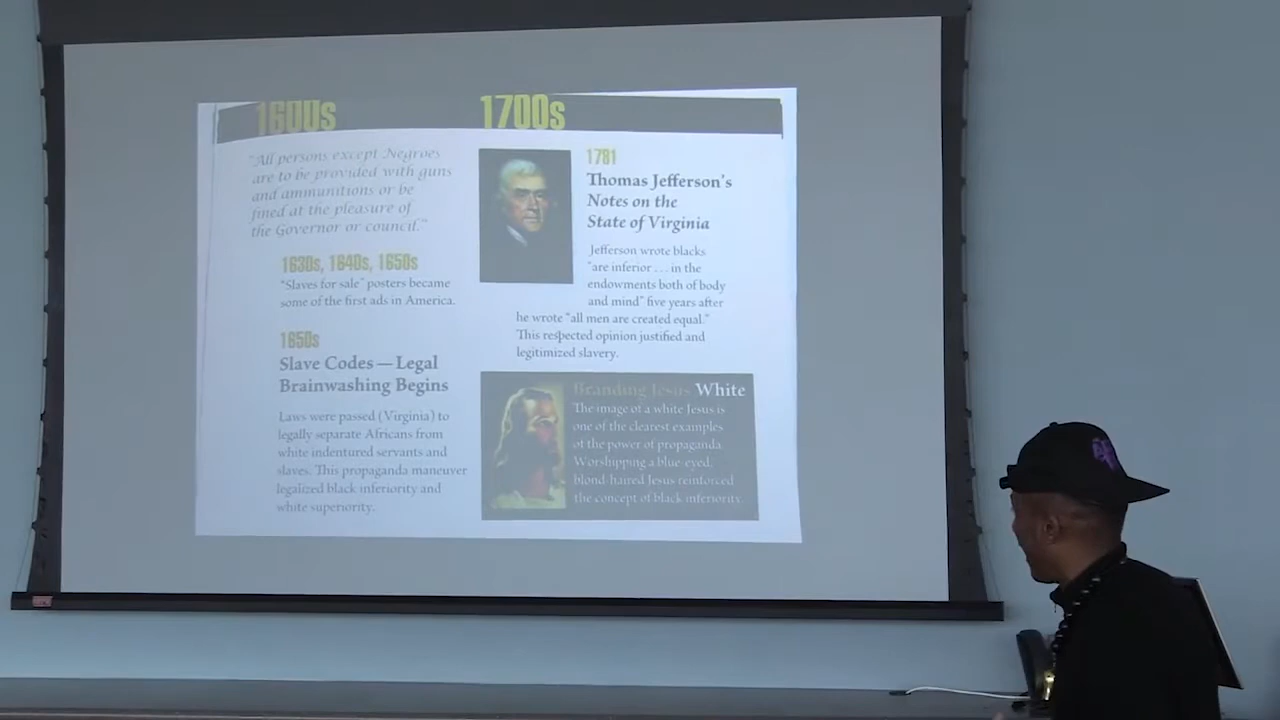 1600s
"All persons except Negroes
are to be provided with guns
and ammunitions or be
fined at the pleasure of
the Governor or council."
1630s, 1640s, 1650s
"Slaves for sale" posters became
some of the first ads in America.
1650s
Slave Codes—Legal
Brainwashing Begins
Laws were passed (Virginia) to
legally separate Africans from
white indentured servants and
slaves. This propaganda maneuver
legalized black inferiority and
white superiority.
1700s
1781
Thomas Jefferson's
Notes on the
State of Virginia
Jefferson wrote blacks
"are inferior . . . in the
endowments both of body
and mind" five years after
he wrote "all men are created equal."
This respected opinion justified and
legitimized slavery.
Branding Jesus White
The image of a white Jesus is
one of the clearest examples
of the power of propaganda.
Worshipping a blue-eyed,
blond-haired Jesus reinforced
the concept of black inferiority.